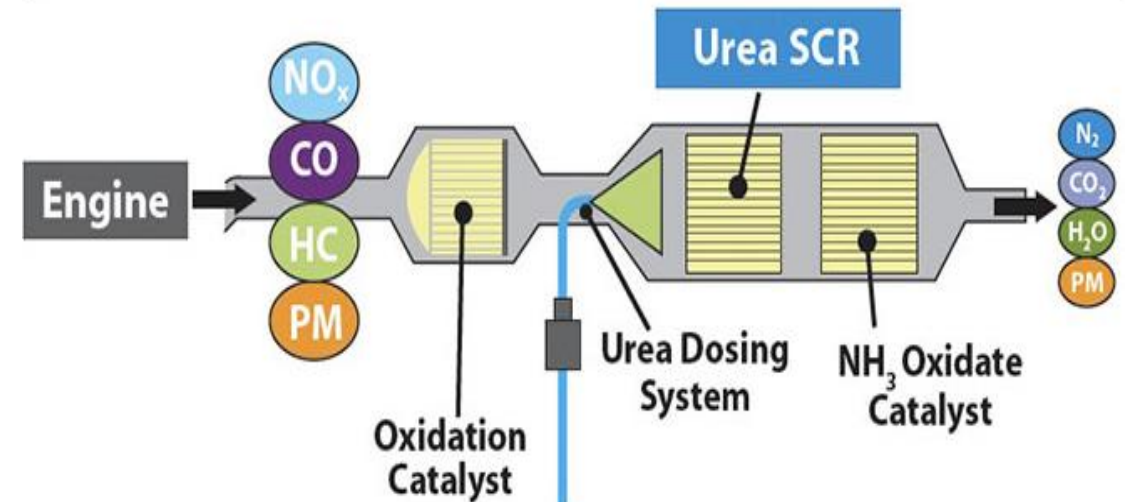 Engine
NOₓ
CO
HC
PM
Oxidation
Catalyst
Urea Dosing
System
Urea SCR
NH₃ Oxidate
Catalyst
N₂
CO₂
H₂O
PM